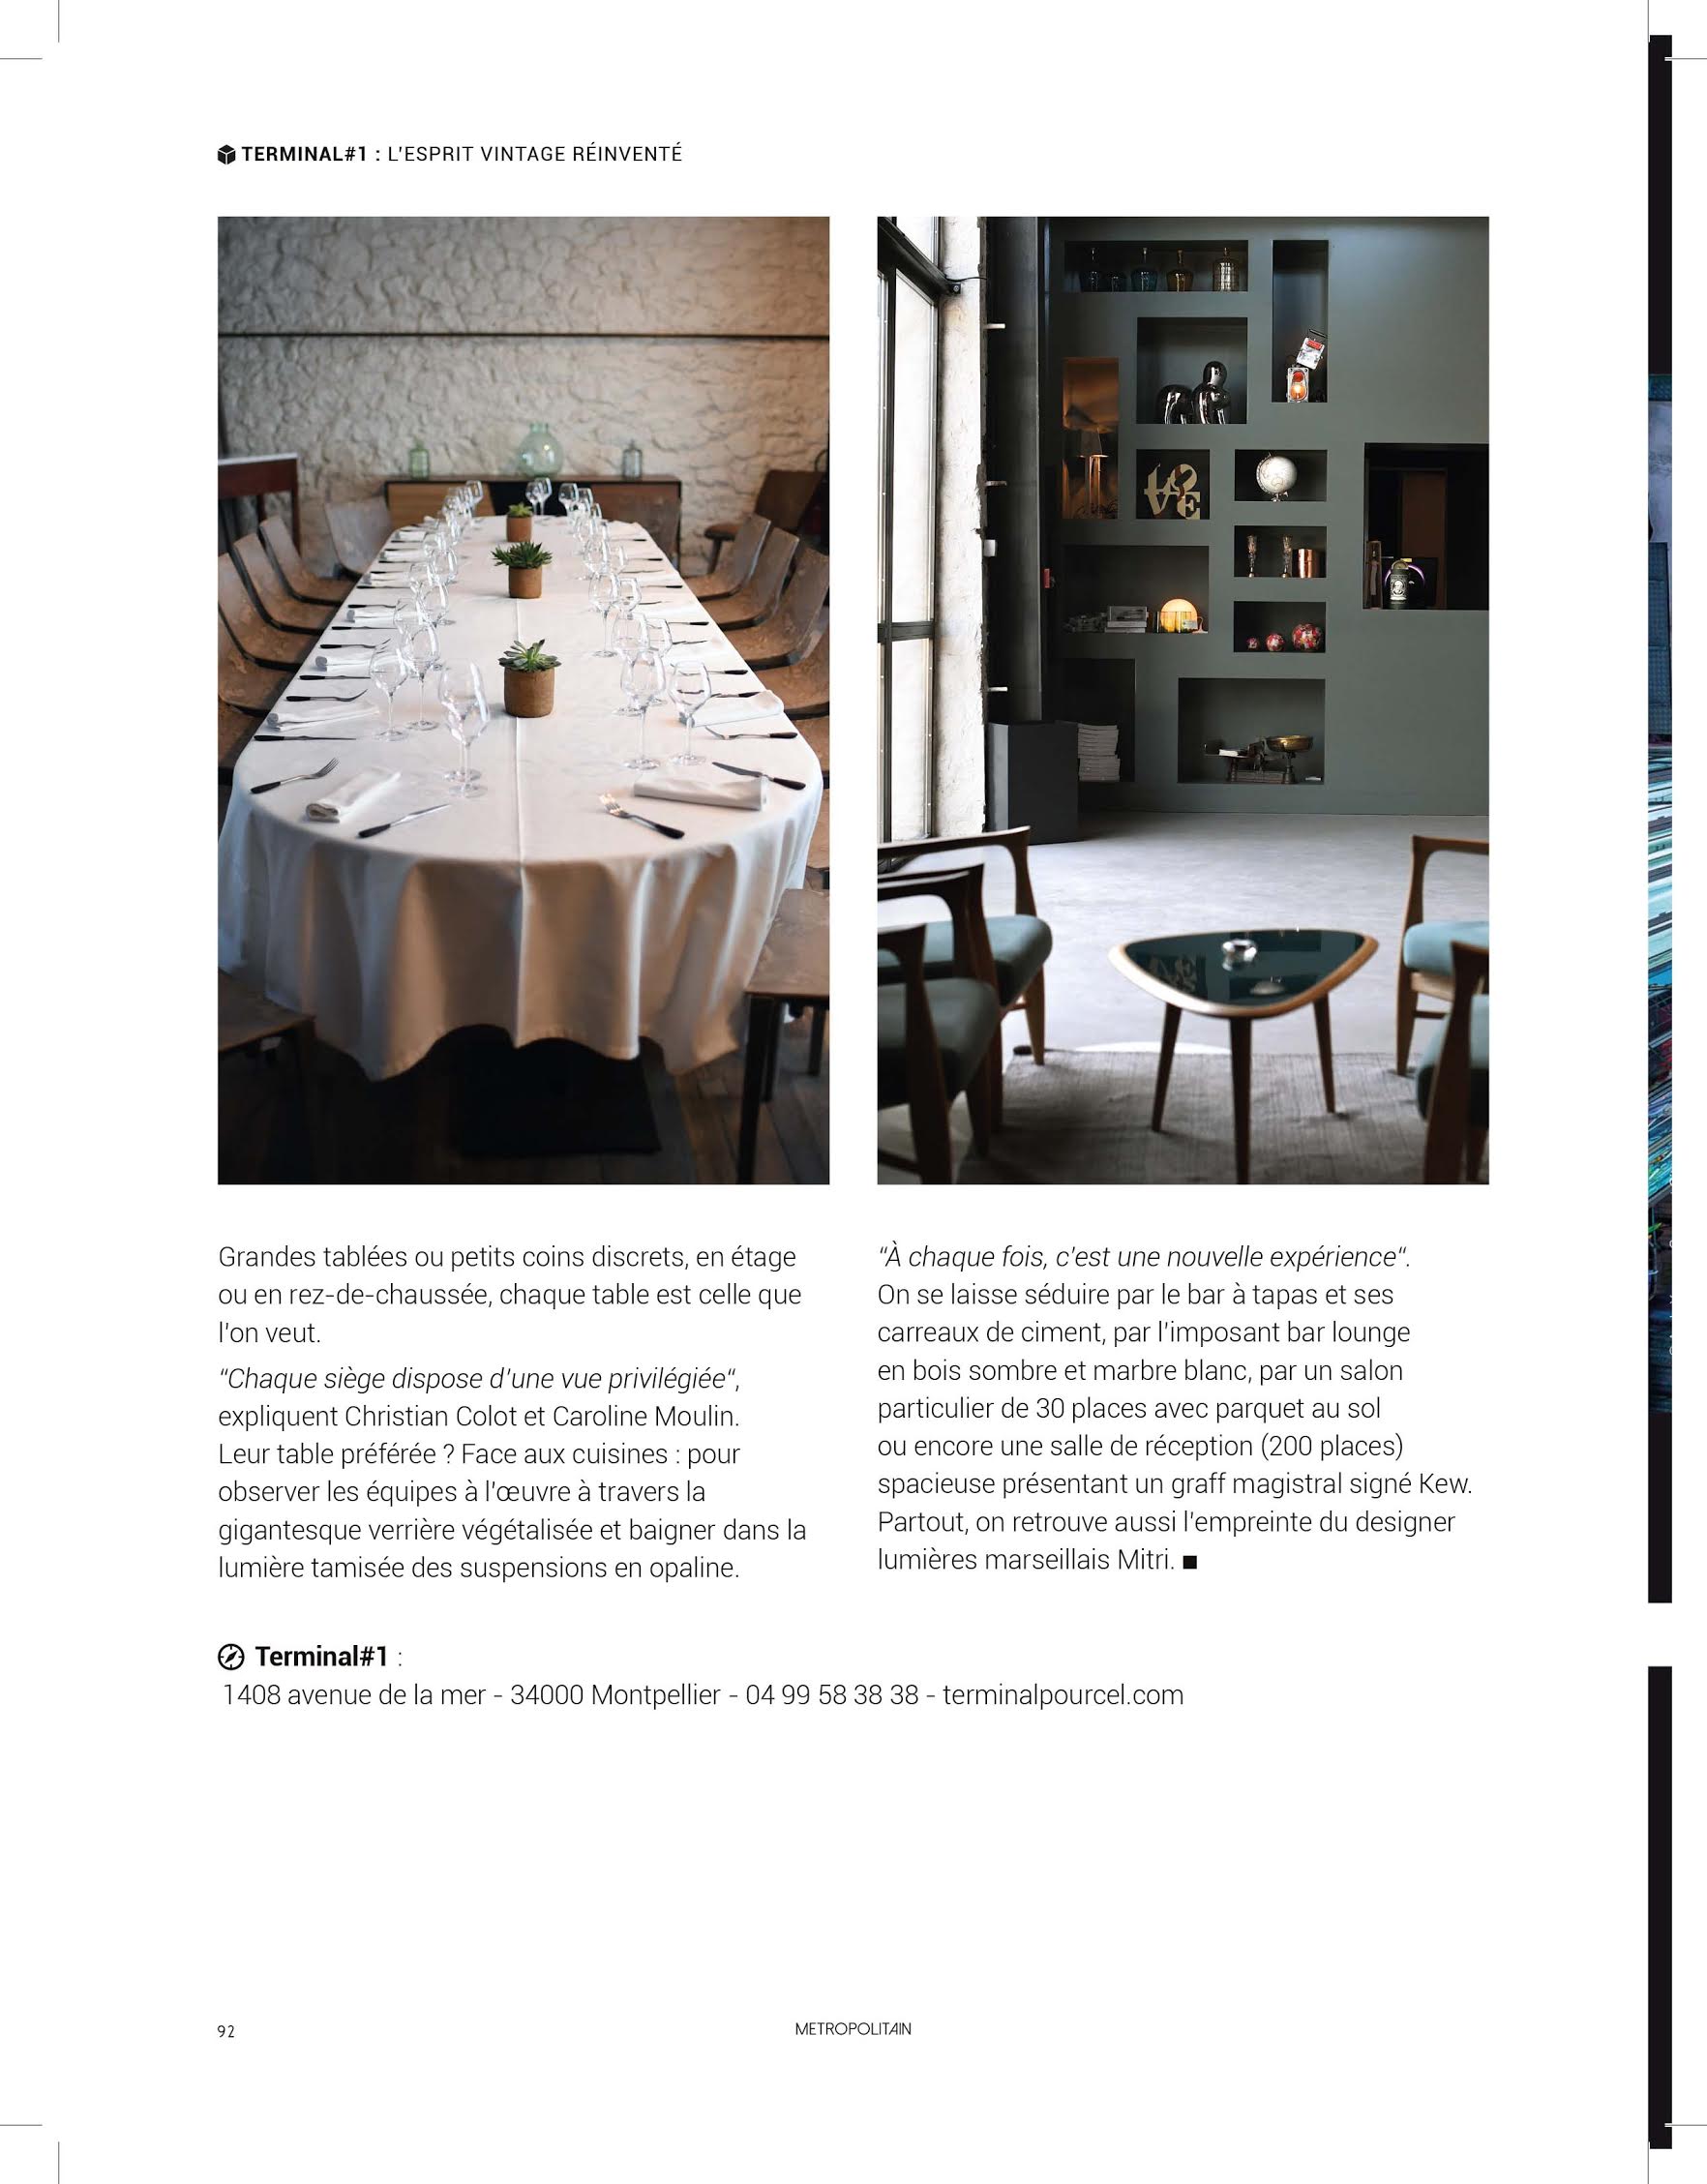 TERMINAL#1 : L'ESPRIT VINTAGE RÉINVENTÉ
LOVE
Grandes tablées ou petits coins discrets, en étage
ou en rez-de-chaussée, chaque table est celle que
l'on veut.
"Chaque siège dispose d'une vue privilégiée",
expliquent Christian Colot et Caroline Moulin.
Leur table préférée ? Face aux cuisines : pour
observer les équipes à l'œuvre à travers la
gigantesque verrière végétalisée et baigner dans la
lumière tamisée des suspensions en opaline.
"À chaque fois, c'est une nouvelle expérience".
On se laisse séduire par le bar à tapas et ses
carreaux de ciment, par l'imposant bar lounge
en bois sombre et marbre blanc, par un salon
particulier de 30 places avec parquet au sol
ou encore une salle de réception (200 places)
spacieuse présentant un graff magistral signé Kew.
Partout, on retrouve aussi l'empreinte du designer
lumières marseillais Mitri. ■
Terminal#1 :
1408 avenue de la mer - 34000 Montpellier - 04 99 58 38 38 - terminalpourcel.com
92
METROPOLITAIN